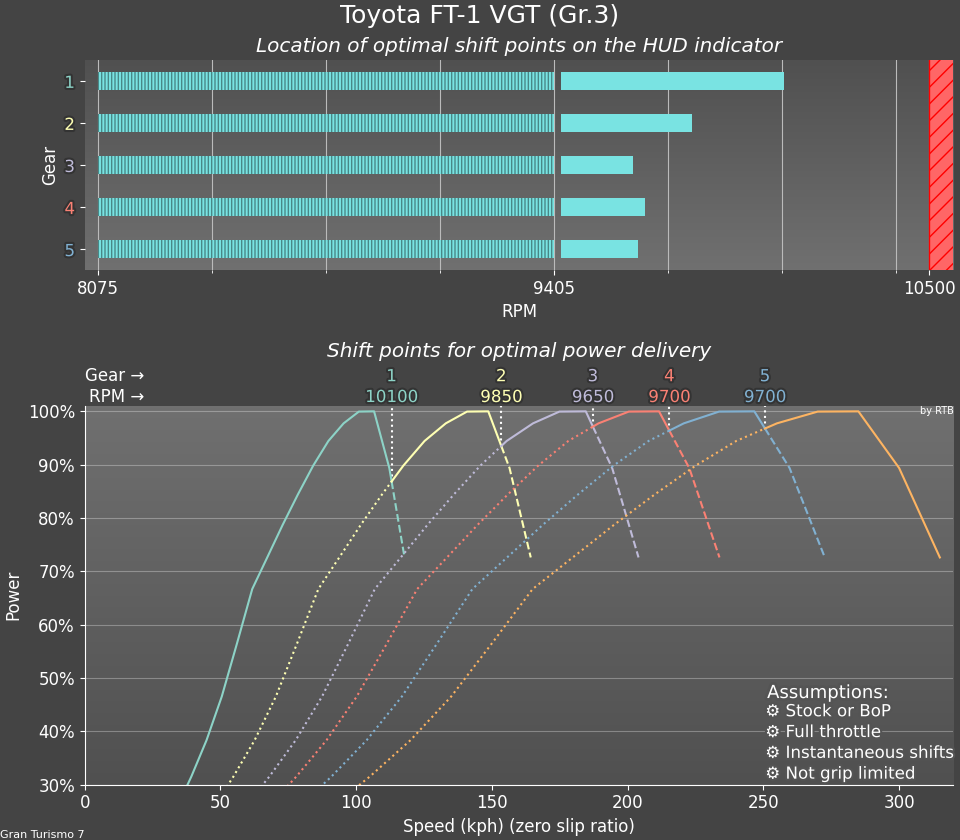 Toyota FT-1 VGT (Gr.3)
Location of optimal shift points on the HUD indicator
Gear
1
2
3
4
5
8075 9405 10500
RPM
Shift points for optimal power delivery
Gear → 1 2 3 4 5
RPM → 10100 9850 9650 9700 9700
by RTB
Power
100%
90%
80%
70%
60%
50%
40%
30%
Assumptions:
⚙ Stock or BoP
⚙ Full throttle
⚙ Instantaneous shifts
⚙ Not grip limited
0 50 100 150 200 250 300
Speed (kph) (zero slip ratio)
Gran Turismo 7